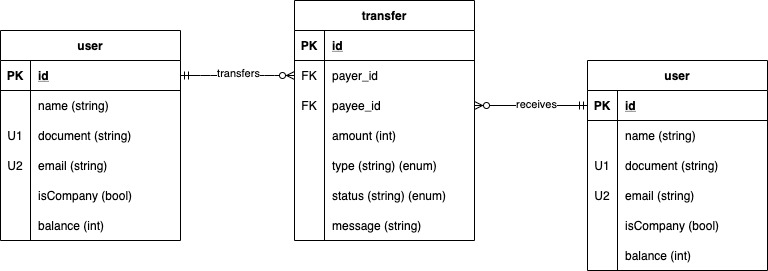 user
PK id
name (string)
U1 document (string)
U2 email (string)
isCompany (bool)
balance (int)
transfers
transfer
PK id
FK payer_id
FK payee_id
amount (int)
type (string) (enum)
status (string) (enum)
message (string)
receives
user
PK id
name (string)
U1 document (string)
U2 email (string)
isCompany (bool)
balance (int)